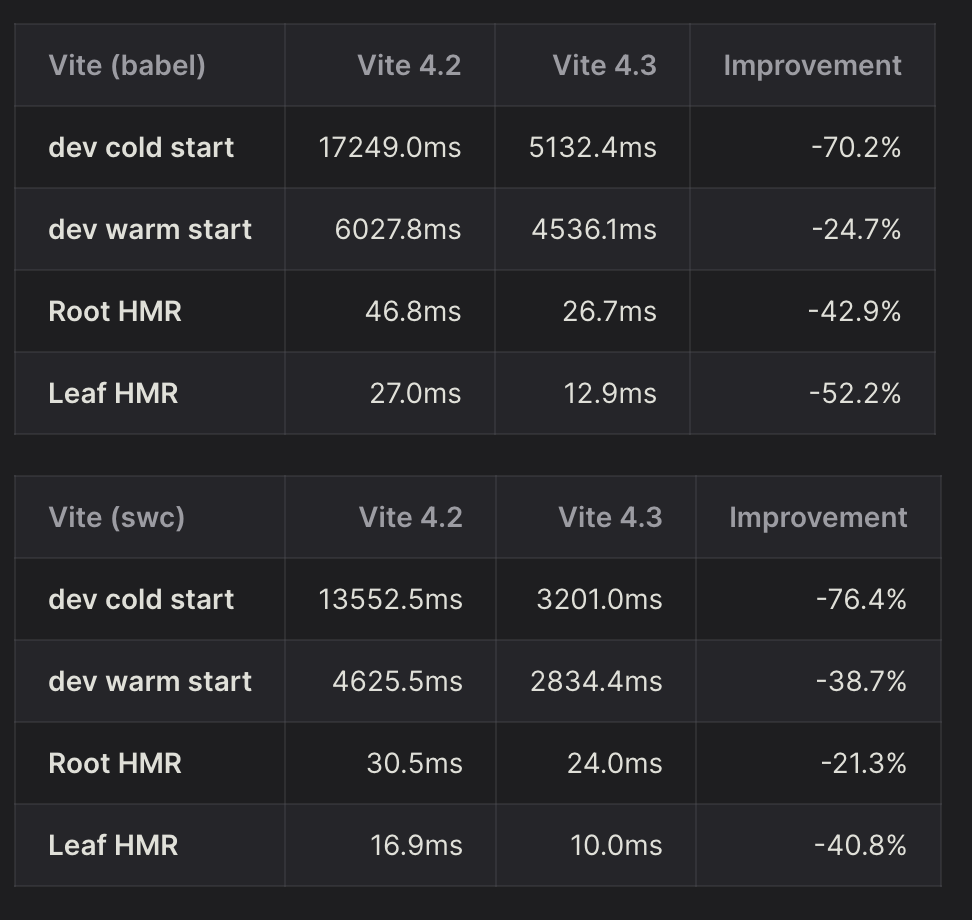 Vite (babel) Vite 4.2 Vite 4.3 Improvement
dev cold start 17249.0ms 5132.4ms -70.2%
dev warm start 6027.8ms 4536.1ms -24.7%
Root HMR 46.8ms 26.7ms -42.9%
Leaf HMR 27.0ms 12.9ms -52.2%
Vite (swc) Vite 4.2 Vite 4.3 Improvement
dev cold start 13552.5ms 3201.0ms -76.4%
dev warm start 4625.5ms 2834.4ms -38.7%
Root HMR 30.5ms 24.0ms -21.3%
Leaf HMR 16.9ms 10.0ms -40.8%